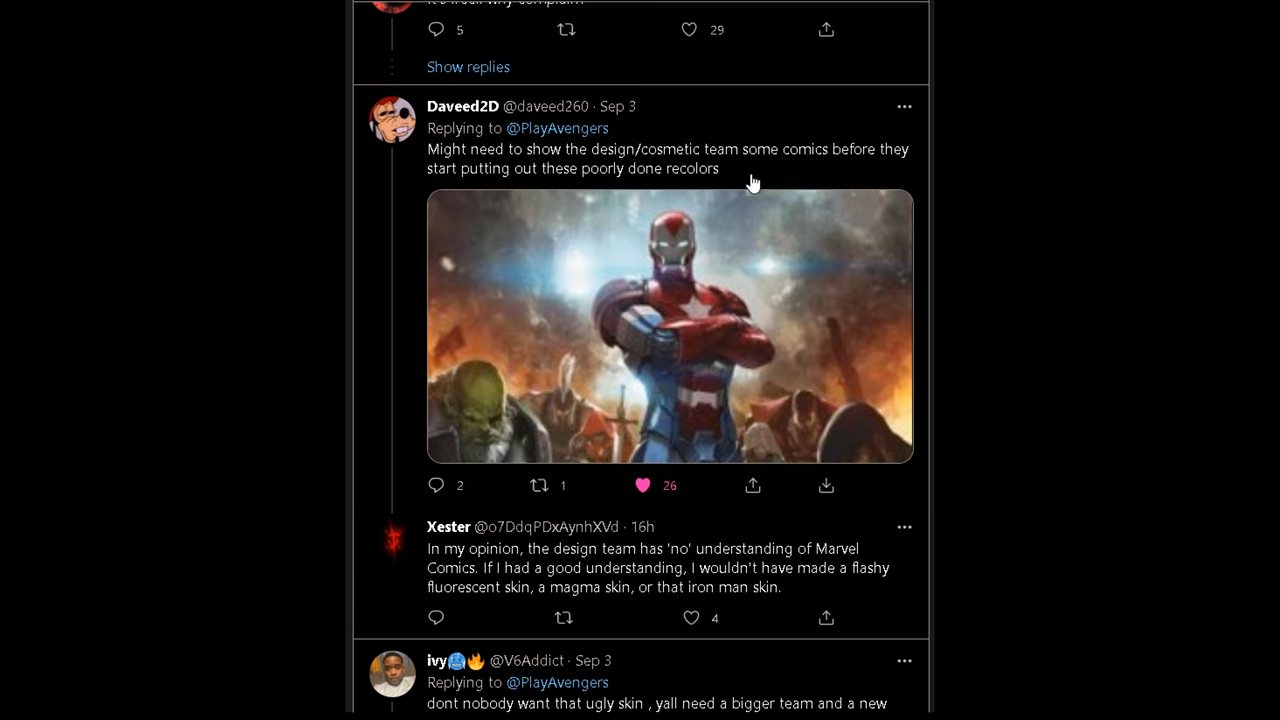 5 29
Show replies
Daveed2D @daveed260 · Sep 3
Replying to @PlayAvengers
Might need to show the design/cosmetic team some comics before they
start putting out these poorly done recolors
2 1 26
Xester @o7DdqPDxAynhXVd · 16h
In my opinion, the design team has 'no' understanding of Marvel
Comics. If I had a good understanding, I wouldn't have made a flashy
fluorescent skin, a magma skin, or that iron man skin.
4
ivy🥶🔥 @V6Addict · Sep 3
Replying to @PlayAvengers
dont nobody want that ugly skin , yall need a bigger team and a new